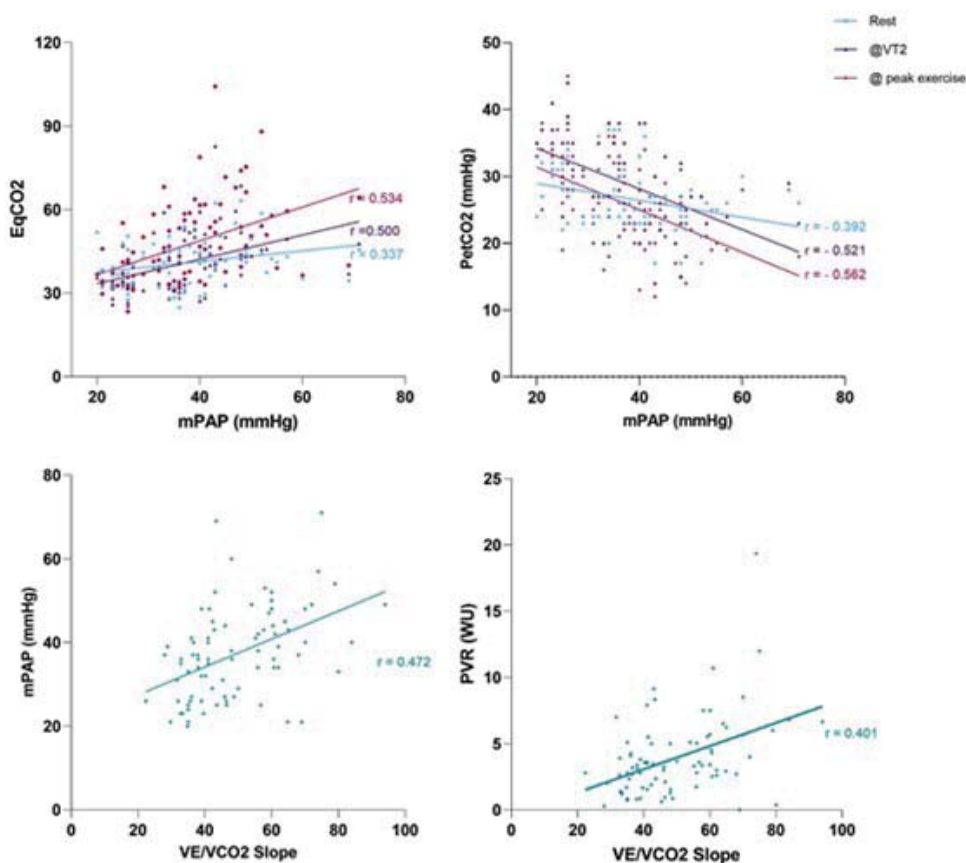 Rest
@VT2
@ peak exercise
120
90
60
30
0
EqCO2
r = 0.534
r =0.500
r = 0.337
20
40
60
80
mPAP (mmHg)
50
40
30
20
10
0
PetCO2 (mmHg)
r = - 0.392
r = - 0.521
r = - 0.562
20
40
60
80
mPAP (mmHg)
80
60
40
20
0
mPAP (mmHg)
r = 0.472
0
20
40
60
80
100
VE/VCO2 Slope
25
20
15
10
5
0
PVR (WU)
r = 0.401
0
20
40
60
80
100
VE/VCO2 Slope